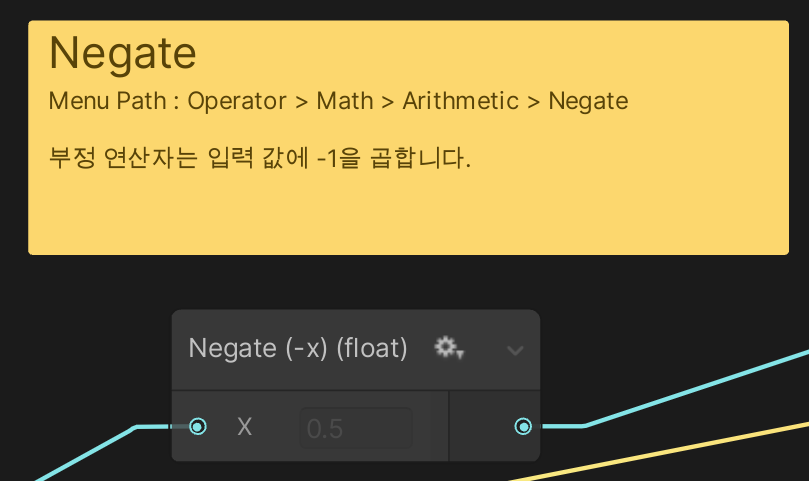 Negate
Menu Path : Operator > Math > Arithmetic > Negate
부정 연산자는 입력 값에 -1을 곱합니다.
Negate (-x) (float)
X 0.5